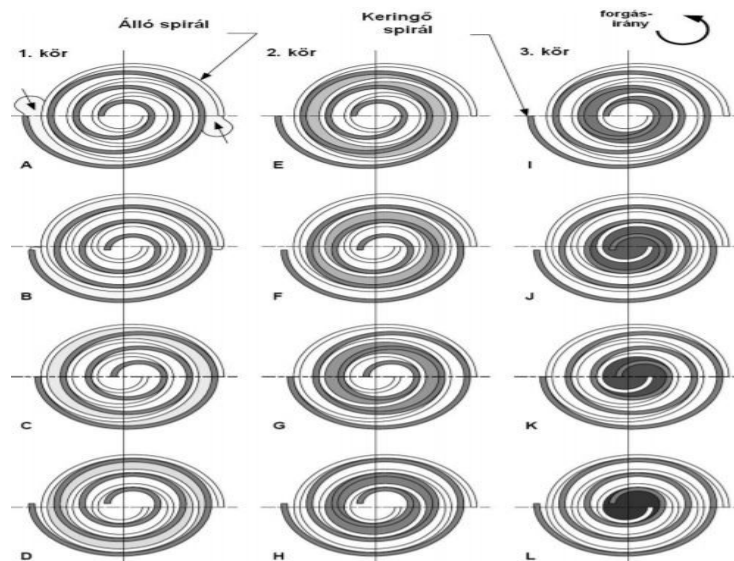 Álló spirál
Keringő
spirál
forgás-
irány
1. kör
2. kör
3. kör
A
E
I
B
F
J
C
G
K
D
H
L